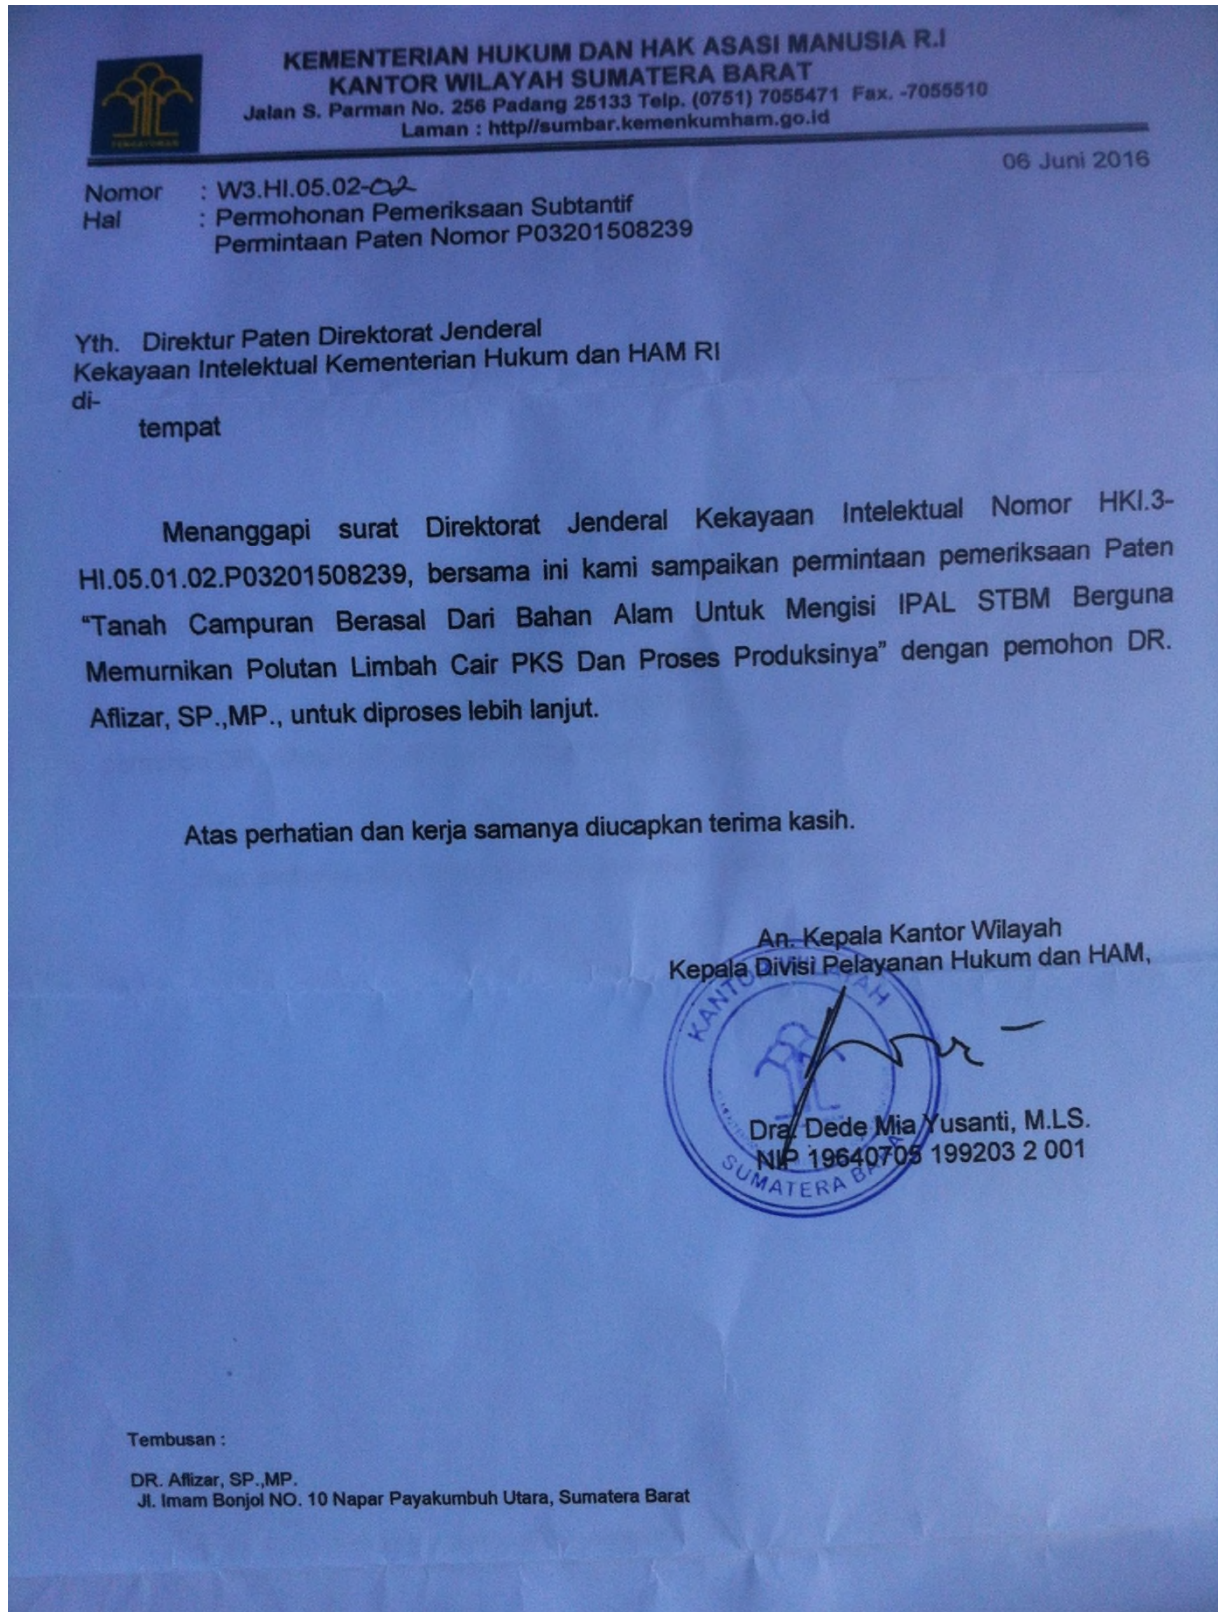 KEMENTERIAN HUKUM DAN HAK ASASI MANUSIA R.I
KANTOR WILAYAH SUMATERA BARAT
Jalan S. Parman No. 256 Padang 25133 Telp. (0751) 7055471 Fax. -7055510
Laman : http//sumbar.kemenkumham.go.id
PENGAYOMAN
06 Juni 2016
Nomor : W3.HI.05.02-02
Hal : Permohonan Pemeriksaan Subtantif
Permintaan Paten Nomor P03201508239
Yth. Direktur Paten Direktorat Jenderal
Kekayaan Intelektual Kementerian Hukum dan HAM RI
di-
tempat
Menanggapi surat Direktorat Jenderal Kekayaan Intelektual Nomor HKI.3-
HI.05.01.02.P03201508239, bersama ini kami sampaikan permintaan pemeriksaan Paten
“Tanah Campuran Berasal Dari Bahan Alam Untuk Mengisi IPAL STBM Berguna
Memurnikan Polutan Limbah Cair PKS Dan Proses Produksinya” dengan pemohon DR.
Aflizar, SP.,MP., untuk diproses lebih lanjut.
Atas perhatian dan kerja samanya diucapkan terima kasih.
An. Kepala Kantor Wilayah
Kepala Divisi Pelayanan Hukum dan HAM,
KANTOR WILAYAH
Dra. Dede Mia Yusanti, M.LS.
NIP 19640705 199203 2 001
SUMATERA BARAT
Tembusan :
DR. Aflizar, SP.,MP.
Jl. Imam Bonjol NO. 10 Napar Payakumbuh Utara, Sumatera Barat